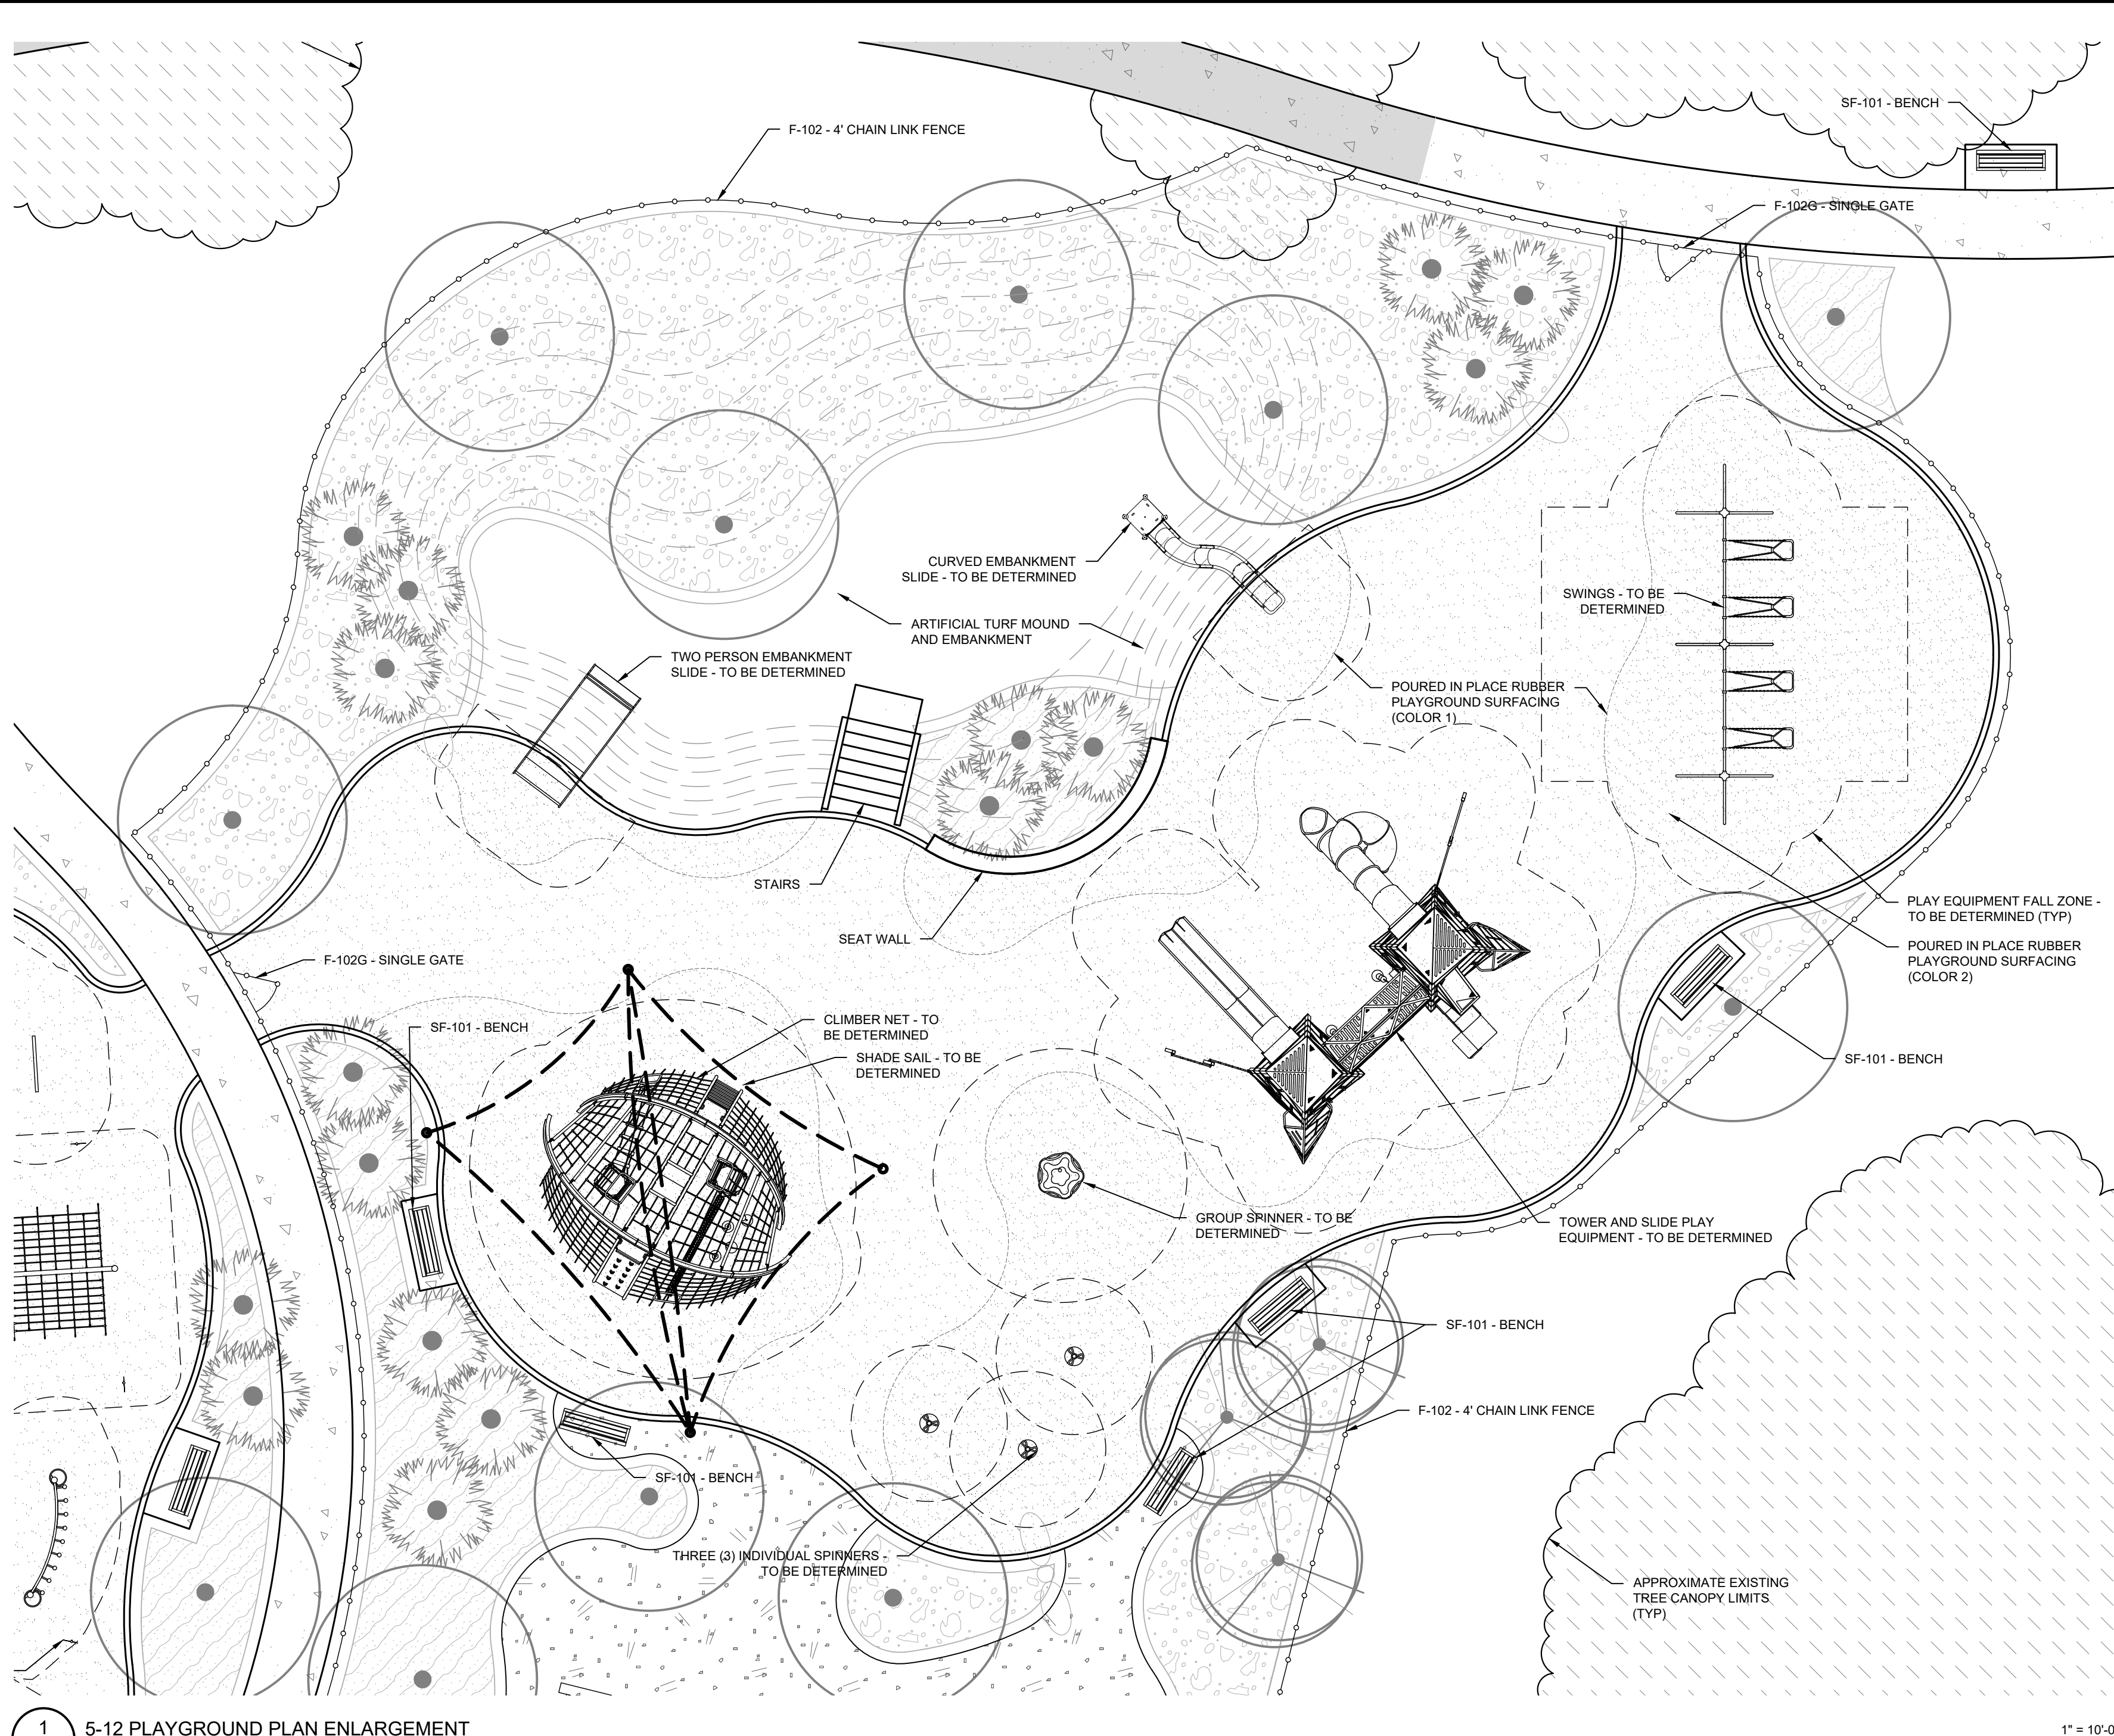 SF-101 - BENCH
F-102 - 4' CHAIN LINK FENCE
F-102G - SINGLE GATE
CURVED EMBANKMENT
SLIDE - TO BE DETERMINED
SWINGS - TO BE
DETERMINED
ARTIFICIAL TURF MOUND
AND EMBANKMENT
TWO PERSON EMBANKMENT
SLIDE - TO BE DETERMINED
POURED IN PLACE RUBBER
PLAYGROUND SURFACING
(COLOR 1)
STAIRS
PLAY EQUIPMENT FALL ZONE -
TO BE DETERMINED (TYP)
SEAT WALL
POURED IN PLACE RUBBER
PLAYGROUND SURFACING
(COLOR 2)
F-102G - SINGLE GATE
SF-101 - BENCH
CLIMBER NET - TO
BE DETERMINED
SHADE SAIL - TO BE
DETERMINED
SF-101 - BENCH
GROUP SPINNER - TO BE
DETERMINED
TOWER AND SLIDE PLAY
EQUIPMENT - TO BE DETERMINED
SF-101 - BENCH
F-102 - 4' CHAIN LINK FENCE
SF-101 - BENCH
THREE (3) INDIVIDUAL SPINNERS -
TO BE DETERMINED
APPROXIMATE EXISTING
TREE CANOPY LIMITS
(TYP)
1
5-12 PLAYGROUND PLAN ENLARGEMENT
1" = 10'-0